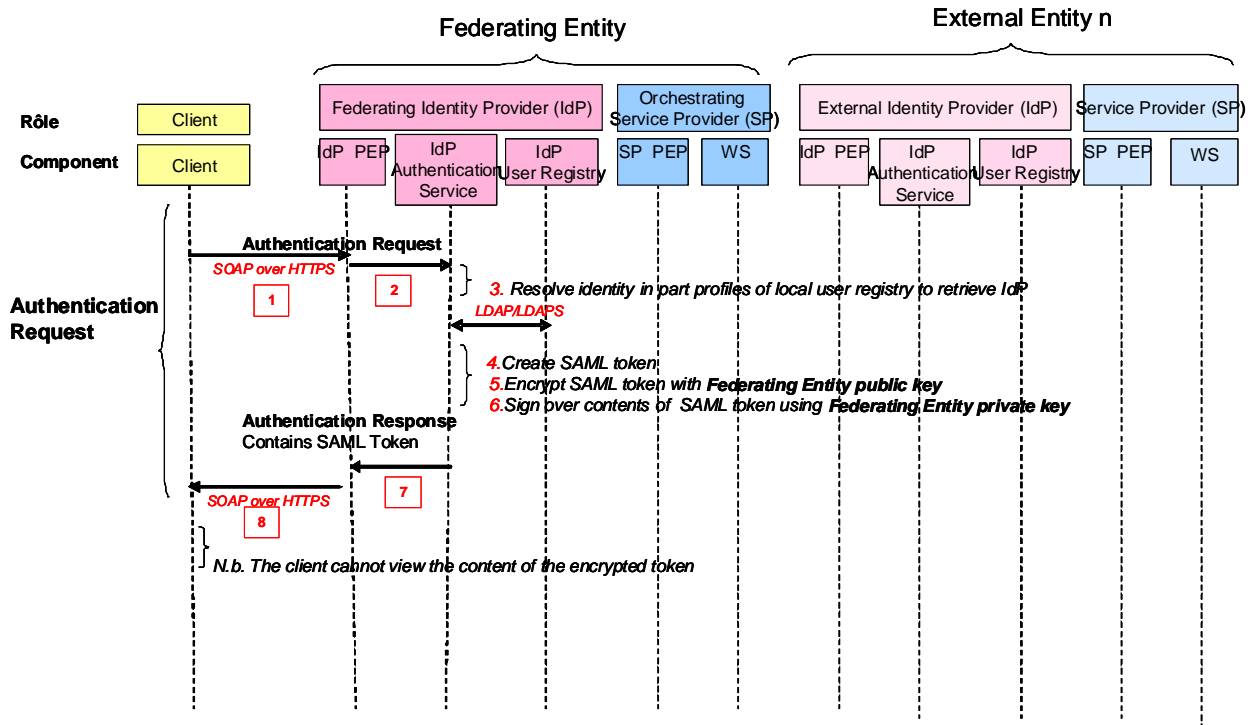 External Entity n
Federating Entity
Rôle
Client
Federating Identity Provider (IdP)
Orchestrating
Service Provider (SP)
External Identity Provider (IdP)
Service Provider (SP)
Component
Client
IdP PEP
IdP
Authentication
Service
IdP
User Registry
SP PEP
WS
IdP PEP
IdP
Authentication
Service
IdP
User Registry
SP PEP
WS
Authentication Request
SOAP over HTTPS
1
2
3. Resolve identity in part profiles of local user registry to retrieve IdP
LDAP/LDAPS
Authentication
Request
4.Create SAML token
5.Encrypt SAML token with Federating Entity public key
6.Sign over contents of SAML token using Federating Entity private key
Authentication Response
Contains SAML Token
7
SOAP over HTTPS
8
N.b. The client cannot view the content of the encrypted token